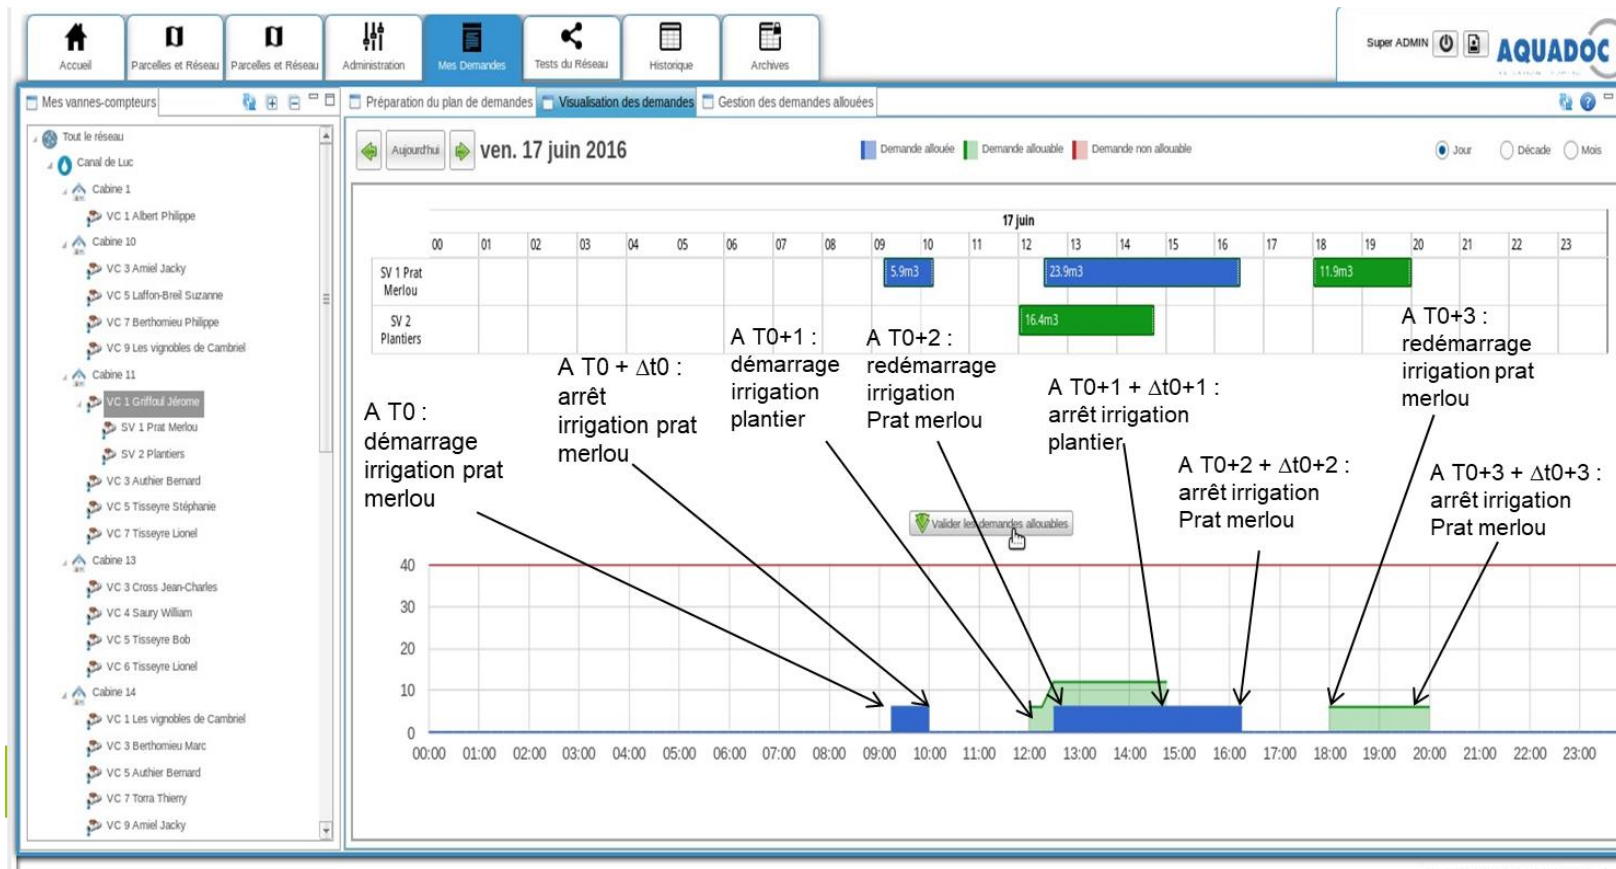 Accueil
Parcelles et Réseau
Parcelles et Réseau
Administration
Mes Demandes
Tests du Réseau
Historique
Archives
Super ADMIN
AQUADOC
Mes vannes-compteurs
Préparation du plan de demandes
Visualisation des demandes
Gestion des demandes allouées
Tout le réseau
Canal de Luc
Cabine 1
VC 1 Albert Philippe
Cabine 10
VC 3 Amiel Jacky
VC 5 Laffon-Breil Suzanne
VC 7 Berthomieu Philippe
VC 9 Les vignobles de Cambriel
Cabine 11
VC 1 Griffoul Jérome
SV 1 Prat Merlou
SV 2 Plantiers
VC 3 Authier Bernard
VC 5 Tisseyre Stéphanie
VC 7 Tisseyre Lionel
Cabine 13
VC 3 Cross Jean-Charles
VC 4 Saury William
VC 5 Tisseyre Bob
VC 6 Tisseyre Lionel
Cabine 14
VC 1 Les vignobles de Cambriel
VC 3 Berthomieu Marc
VC 5 Authier Bernard
VC 7 Torra Thierry
VC 9 Amiel Jacky
Aujourd'hui
ven. 17 juin 2016
Demande allouée
Demande allouable
Demande non allouable
Jour
Décade
Mois
17 juin
00 01 02 03 04 05 06 07 08 09 10 11 12 13 14 15 16 17 18 19 20 21 22 23
SV 1 Prat
Merlou
5.9m3
23.9m3
11.9m3
SV 2
Plantiers
16.4m3
A T0 :
démarrage
irrigation prat
merlou
A T0 + Δt0 :
arrêt
irrigation prat
merlou
A T0+1 :
démarrage
irrigation
plantier
A T0+2 :
redémarrage
irrigation
Prat merlou
A T0+1 + Δt0+1 :
arrêt irrigation
plantier
A T0+2 + Δt0+2 :
arrêt irrigation
Prat merlou
A T0+3 :
redémarrage
irrigation prat
merlou
A T0+3 + Δt0+3 :
arrêt irrigation
Prat merlou
Valider les demandes allouables
40
30
20
10
0
00:00 01:00 02:00 03:00 04:00 05:00 06:00 07:00 08:00 09:00 10:00 11:00 12:00 13:00 14:00 15:00 16:00 17:00 18:00 19:00 20:00 21:00 22:00 23:00